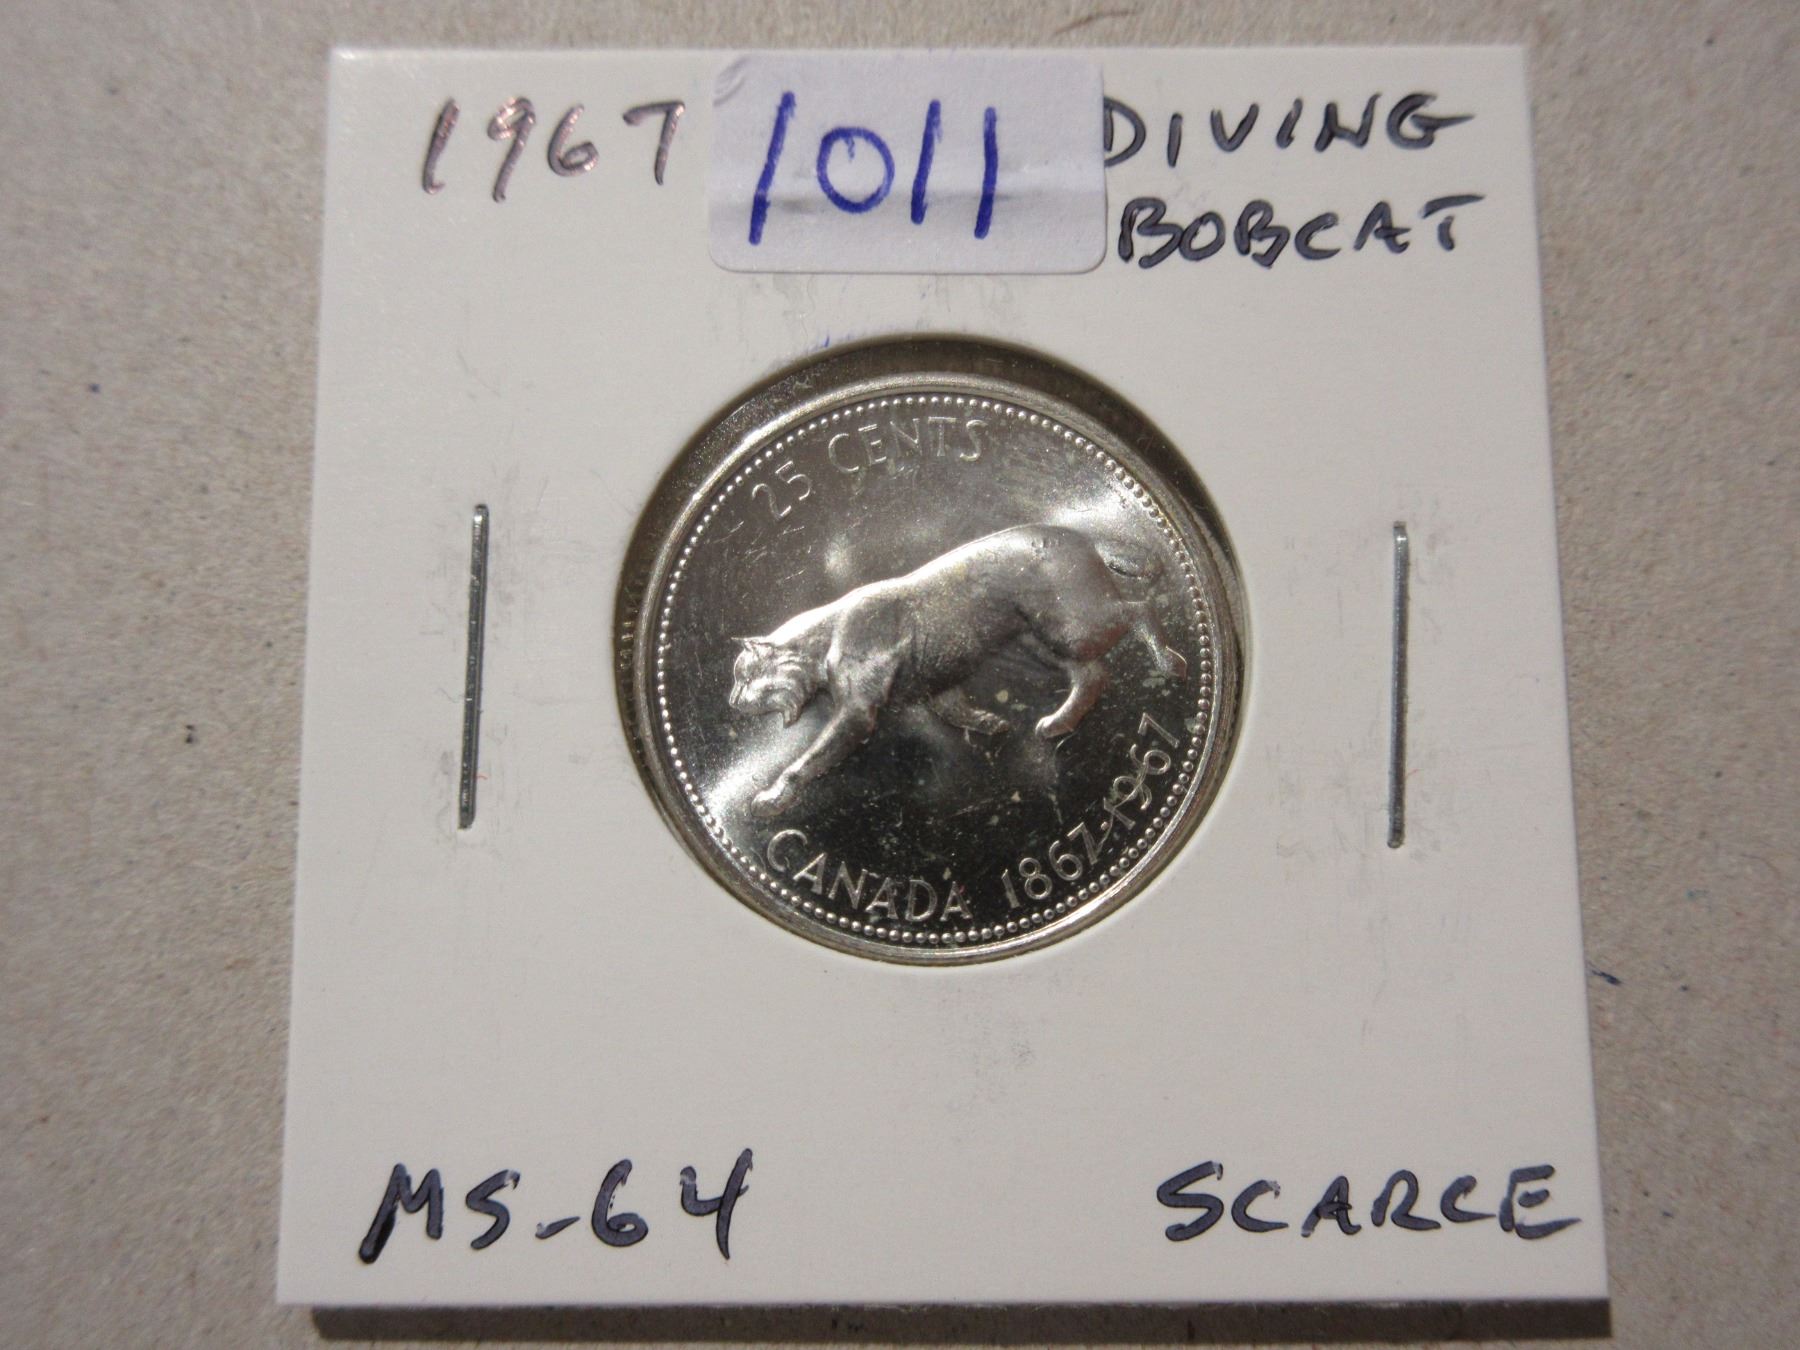 1967 1011 DIVING
BOBCAT
25 CENTS
CANADA 1867-1967
MS-64 SCARCE